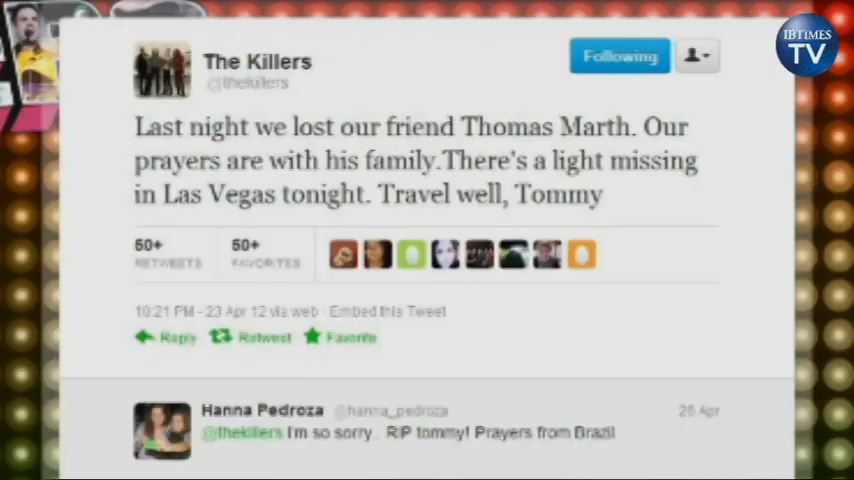 IBTIMES
TV
The Killers
@thekillers
Following
Last night we lost our friend Thomas Marth. Our
prayers are with his family.There's a light missing
in Las Vegas tonight. Travel well, Tommy
50+
RETWEETS
50+
FAVORITES
10:21 PM - 23 Apr 12 via web · Embed this Tweet
Reply Retweet Favorite
Hanna Pedroza @hanna_pedroza 25 Apr
@thekillers I'm so sorry.. RIP tommy! Prayers from Brazil